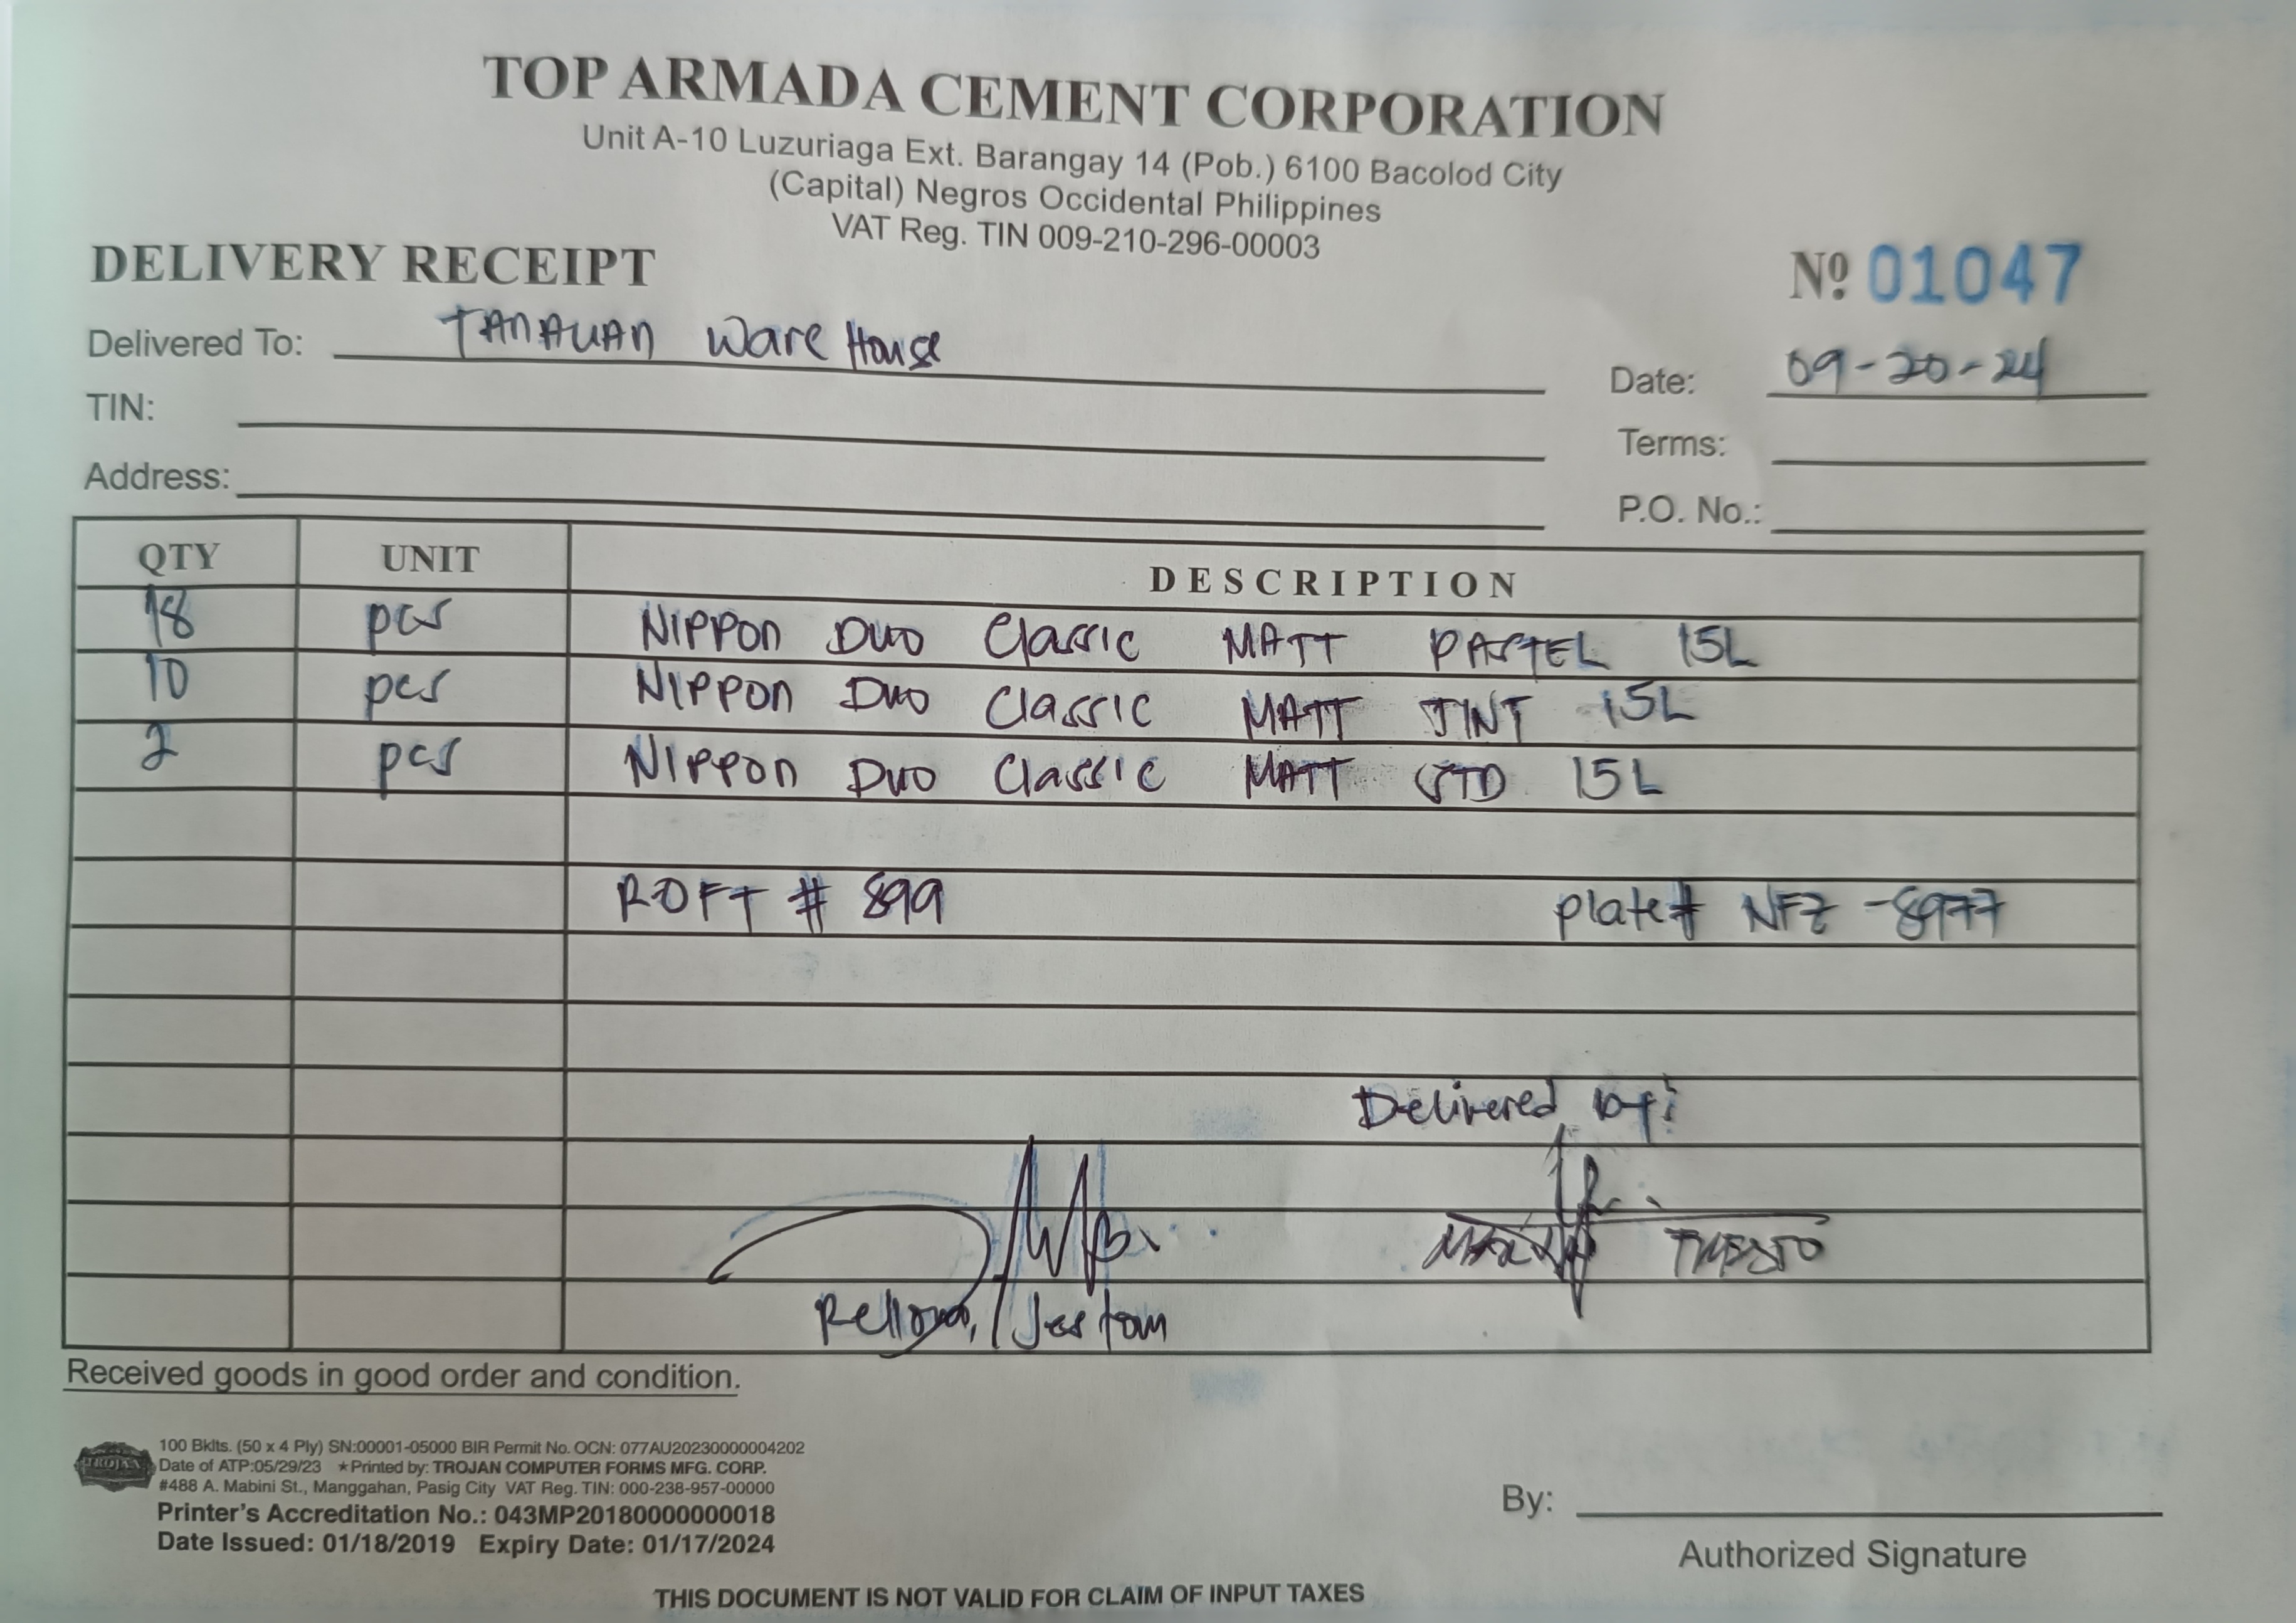 TOP ARMADA CEMENT CORPORATION
Unit A-10 Luzuriaga Ext. Barangay 14 (Pob.) 6100 Bacolod City
(Capital) Negros Occidental Philippines
VAT Reg. TIN 009-210-296-00003
DELIVERY RECEIPT
Nº 01047
Delivered To: TANAUAN Ware House
Date: 09-20-24
TIN:
Terms:
Address:
P.O. No.:
QTY UNIT DESCRIPTION
18 pcs NIPPON DUO Classic MATT PASTEL 15L
10 pcs NIPPON DUO Classic MATT TINT 15L
2 pcs NIPPON DUO Classic MATT STD 15L
ROFT # 899 plate# NFZ-8977
Delivered by:
Jestom
Received goods in good order and condition.
TROJAN
100 Bklts. (50 x 4 Ply) SN:00001-05000 BIR Permit No. OCN: 077AU20230000004202
Date of ATP:05/29/23 ★Printed by: TROJAN COMPUTER FORMS MFG. CORP.
#488 A. Mabini St., Manggahan, Pasig City VAT Reg. TIN: 000-238-957-00000
Printer's Accreditation No.: 043MP20180000000018
Date Issued: 01/18/2019 Expiry Date: 01/17/2024
By:
Authorized Signature
THIS DOCUMENT IS NOT VALID FOR CLAIM OF INPUT TAXES